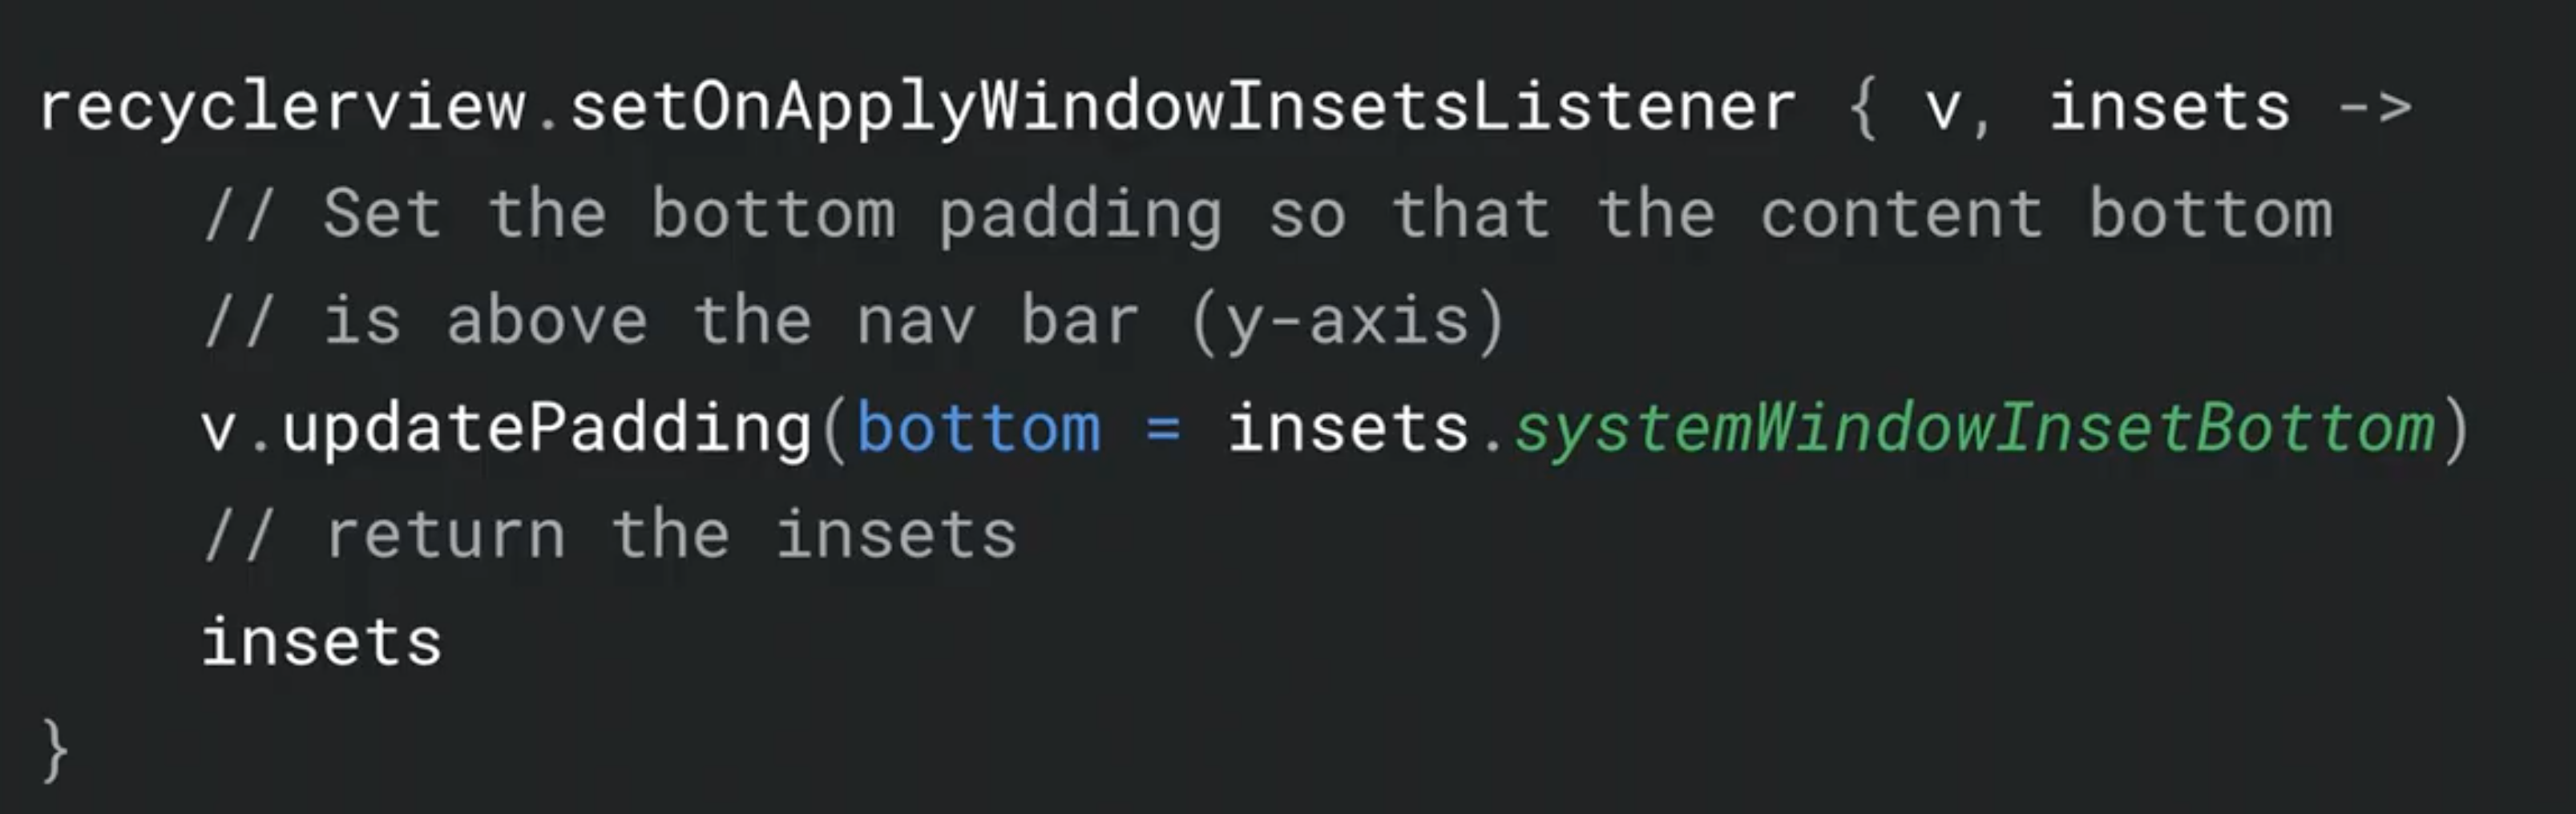 recyclerview.setOnApplyWindowInsetsListener { v, insets ->
    // Set the bottom padding so that the content bottom
    // is above the nav bar (y-axis)
    v.updatePadding(bottom = insets.systemWindowInsetBottom)
    // return the insets
    insets
}